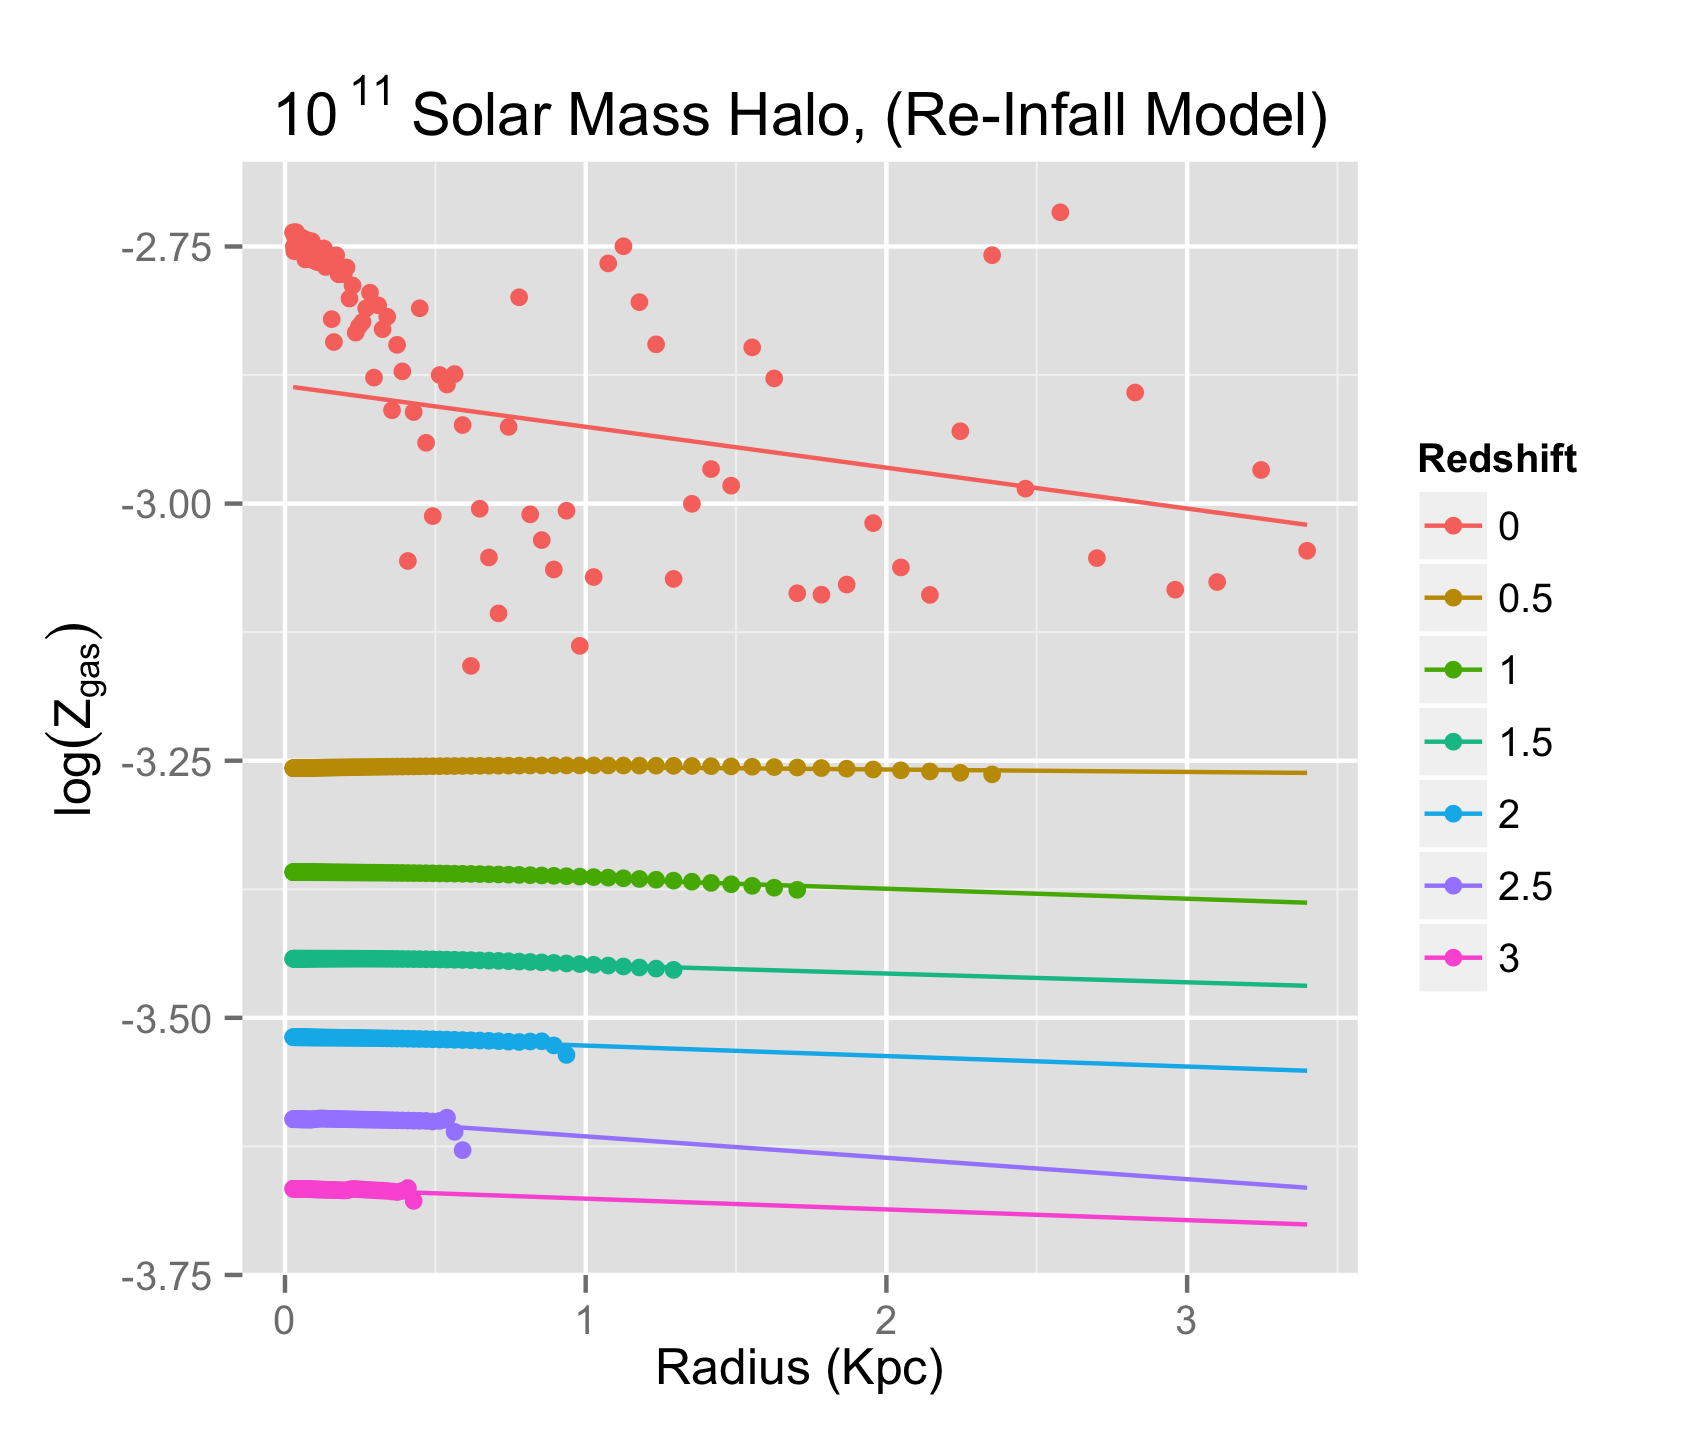 10 11 Solar Mass Halo, (Re-Infall Model)
log(Zgas)
-2.75
-3.00
-3.25
-3.50
-3.75
0 1 2 3
Radius (Kpc)
Redshift
0
0.5
1
1.5
2
2.5
3